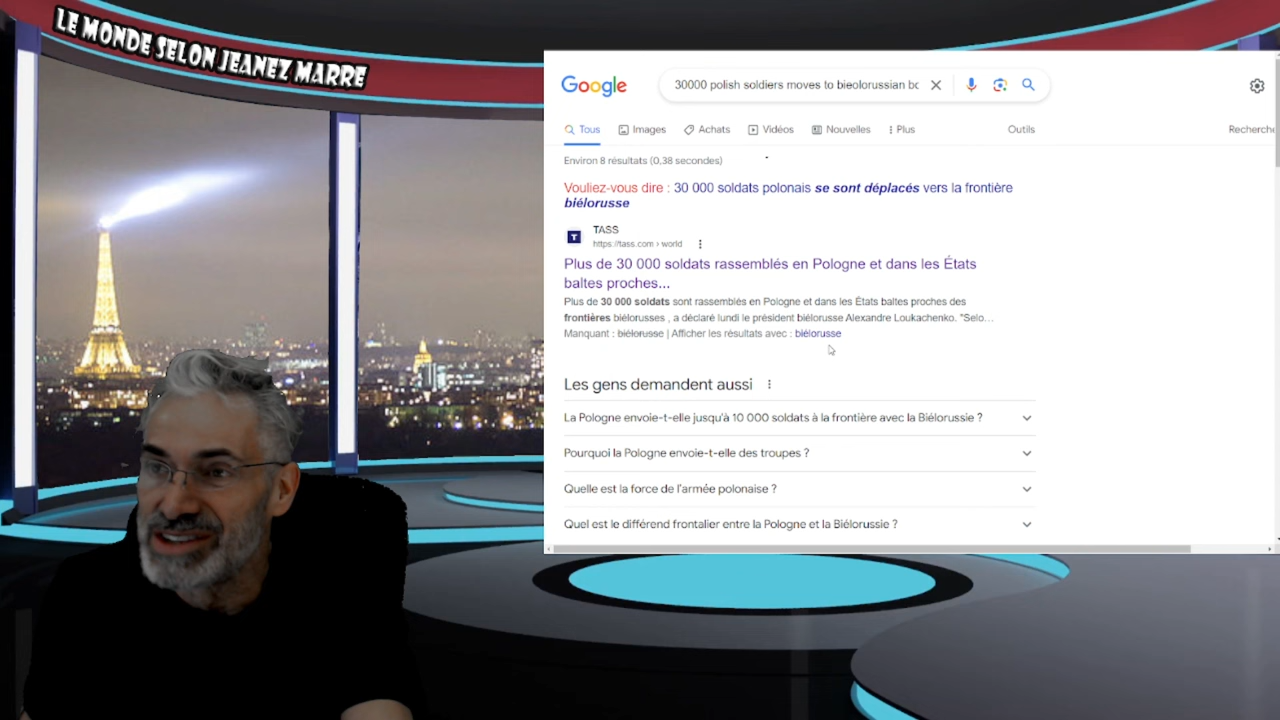 LE MONDE SELON JEANEZ MARRE
Google
30000 polish soldiers moves to bieolorussian bo
Tous
Images
Achats
Vidéos
Nouvelles
Plus
Outils
Recherche
Environ 8 résultats (0,38 secondes)
Vouliez-vous dire : 30 000 soldats polonais se sont déplacés vers la frontière
biélorusse
T
TASS
https://tass.com › world
Plus de 30 000 soldats rassemblés en Pologne et dans les États
baltes proches...
Plus de 30 000 soldats sont rassemblés en Pologne et dans les États baltes proches des
frontières biélorusses , a déclaré lundi le président biélorusse Alexandre Loukachenko. "Selo...
Manquant : biélorusse | Afficher les résultats avec : biélorusse
Les gens demandent aussi
La Pologne envoie-t-elle jusqu'à 10 000 soldats à la frontière avec la Biélorussie ?
Pourquoi la Pologne envoie-t-elle des troupes ?
Quelle est la force de l'armée polonaise ?
Quel est le différend frontalier entre la Pologne et la Biélorussie ?